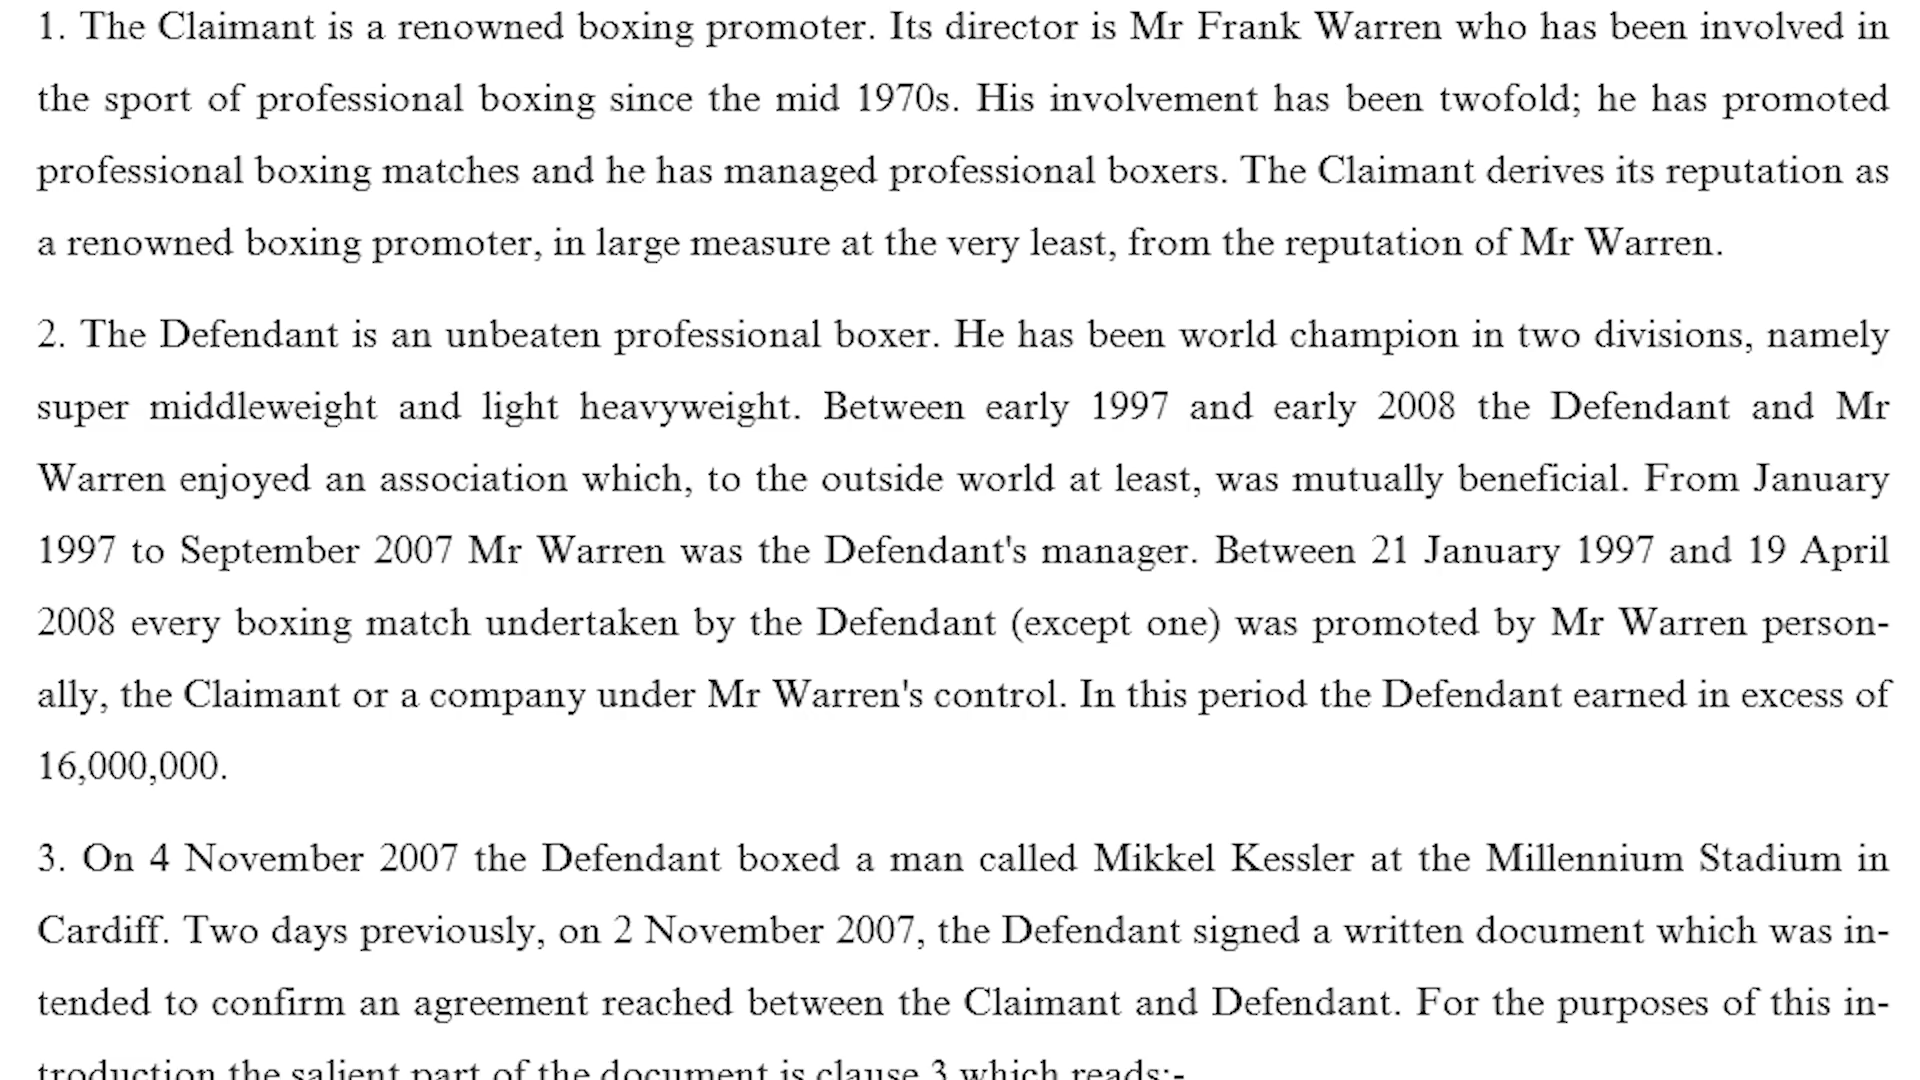 1. The Claimant is a renowned boxing promoter. Its director is Mr Frank Warren who has been involved in
the sport of professional boxing since the mid 1970s. His involvement has been twofold; he has promoted
professional boxing matches and he has managed professional boxers. The Claimant derives its reputation as
a renowned boxing promoter, in large measure at the very least, from the reputation of Mr Warren.
2. The Defendant is an unbeaten professional boxer. He has been world champion in two divisions, namely
super middleweight and light heavyweight. Between early 1997 and early 2008 the Defendant and Mr
Warren enjoyed an association which, to the outside world at least, was mutually beneficial. From January
1997 to September 2007 Mr Warren was the Defendant's manager. Between 21 January 1997 and 19 April
2008 every boxing match undertaken by the Defendant (except one) was promoted by Mr Warren person-
ally, the Claimant or a company under Mr Warren's control. In this period the Defendant earned in excess of
16,000,000.
3. On 4 November 2007 the Defendant boxed a man called Mikkel Kessler at the Millennium Stadium in
Cardiff. Two days previously, on 2 November 2007, the Defendant signed a written document which was in-
tended to confirm an agreement reached between the Claimant and Defendant. For the purposes of this in-
troduction the salient part of the document is clause 3 which reads:-